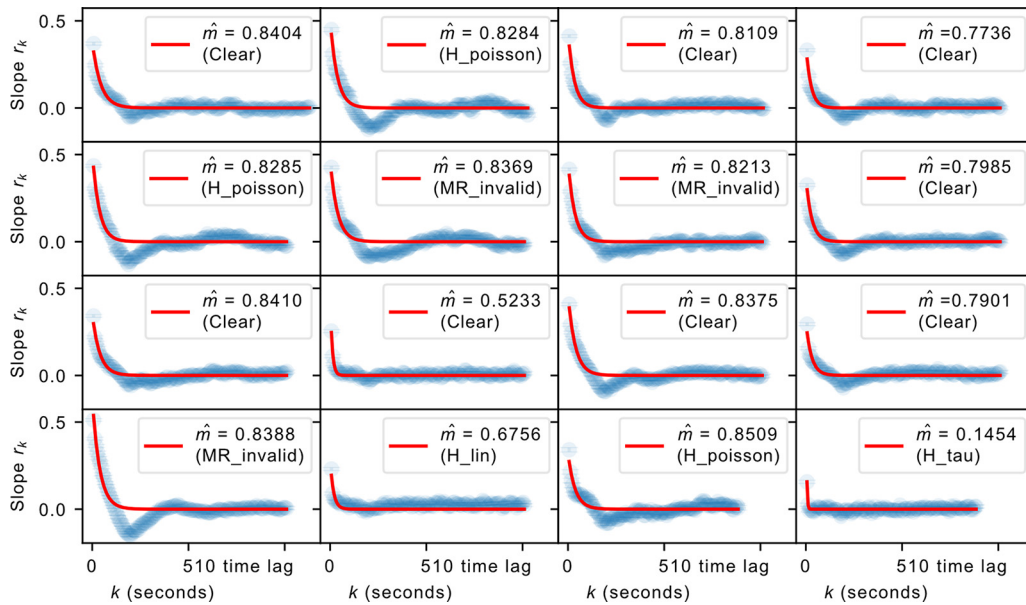 Slope r_k
0.5
0.0
m̂ = 0.8404
(Clear)
m̂ = 0.8284
(H_poisson)
m̂ = 0.8109
(Clear)
m̂ = 0.7736
(Clear)
Slope r_k
0.5
0.0
m̂ = 0.8285
(H_poisson)
m̂ = 0.8369
(MR_invalid)
m̂ = 0.8213
(MR_invalid)
m̂ = 0.7985
(Clear)
Slope r_k
0.5
0.0
m̂ = 0.8410
(Clear)
m̂ = 0.5233
(Clear)
m̂ = 0.8375
(Clear)
m̂ = 0.7901
(Clear)
Slope r_k
0.5
0.0
m̂ = 0.8388
(MR_invalid)
m̂ = 0.6756
(H_lin)
m̂ = 0.8509
(H_poisson)
m̂ = 0.1454
(H_tau)
0 510 time lag
k (seconds)
0 510 time lag
k (seconds)
0 510 time lag
k (seconds)
0 510 time lag
k (seconds)